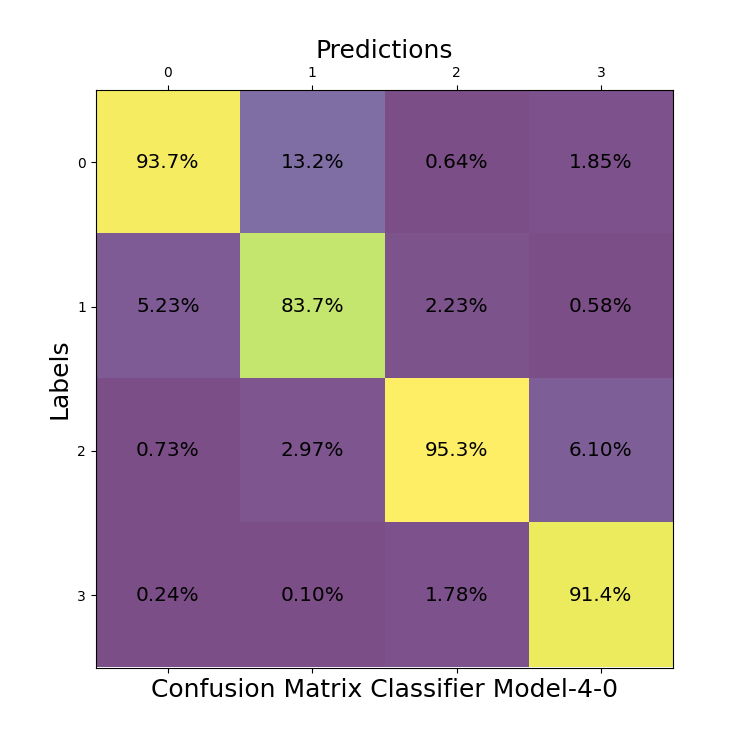 Predictions
0 1 2 3
0 93.7% 13.2% 0.64% 1.85%
1 5.23% 83.7% 2.23% 0.58%
Labels
2 0.73% 2.97% 95.3% 6.10%
3 0.24% 0.10% 1.78% 91.4%
Confusion Matrix Classifier Model-4-0